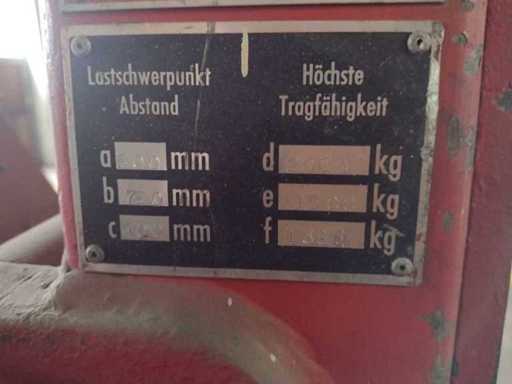 Lastschwerpunkt
Abstand
Höchste
Tragfähigkeit
a mm
b mm
c mm
d kg
e kg
f kg